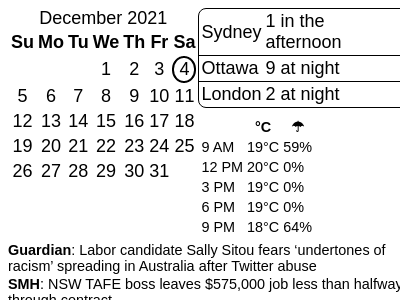 December 2021
Su Mo Tu We Th Fr Sa
1 2 3 4
5 6 7 8 9 10 11
12 13 14 15 16 17 18
19 20 21 22 23 24 25
26 27 28 29 30 31
Sydney 1 in the
afternoon
Ottawa 9 at night
London 2 at night
°C ☂
9 AM 19°C 59%
12 PM 20°C 0%
3 PM 19°C 0%
6 PM 19°C 0%
9 PM 18°C 64%
Guardian: Labor candidate Sally Sitou fears ‘undertones of
racism’ spreading in Australia after Twitter abuse
SMH: NSW TAFE boss leaves $575,000 job less than halfway
through contract